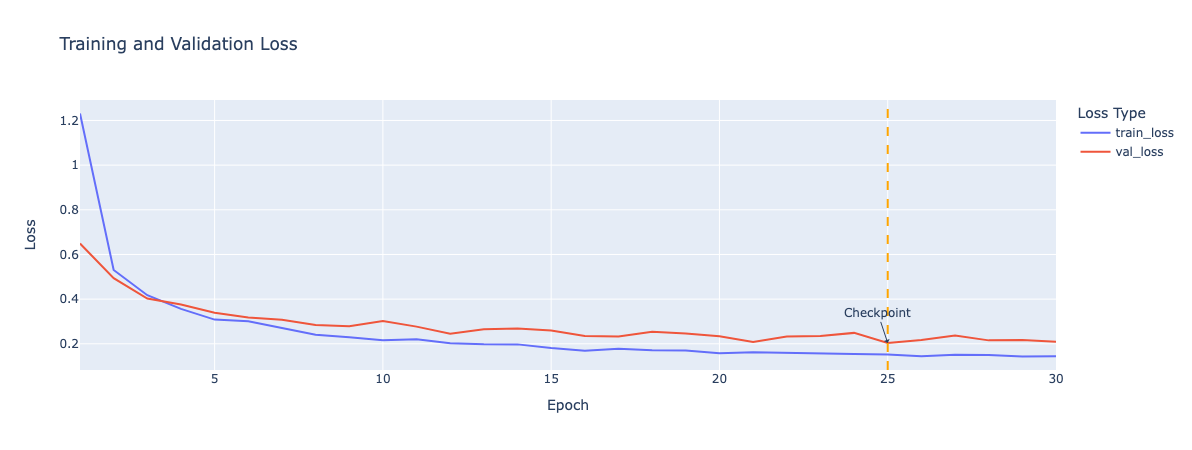 Training and Validation Loss
Loss Type
train_loss
val_loss
1.2
1
0.8
0.6
0.4
0.2
Loss
Checkpoint
5
10
15
20
25
30
Epoch